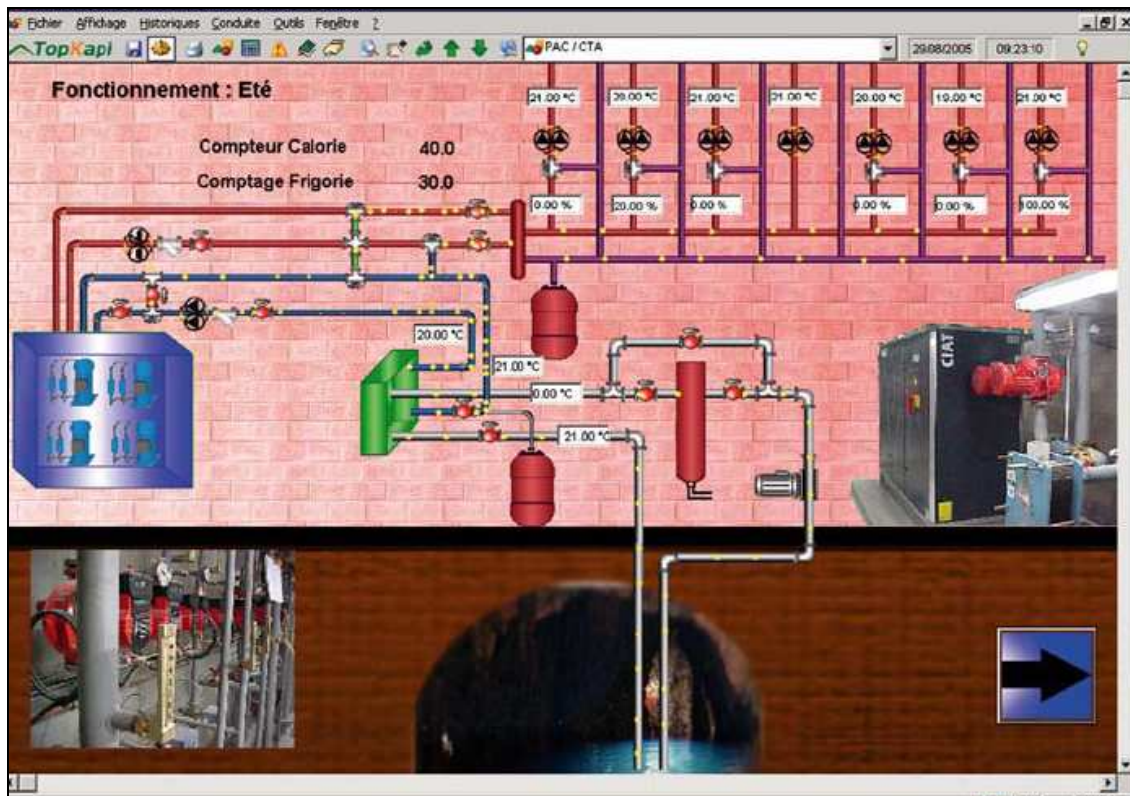 Fichier Affichage Historiques Conduite Outils Fenêtre ?
TopKapi PAC / CTA 29/08/2005 09:23:10
Fonctionnement : Eté
21.00 °C 20.00 °C 21.00 °C 21.00 °C 20.00 °C 19.00 °C 21.00 °C
Compteur Calorie 40.0
Comptage Frigorie 30.0
0.00 % 20.00 % 0.00 % 0.00 % 0.00 % 100.00 %
20.00 °C
CIAT
21.00 °C
0.00 °C
21.00 °C